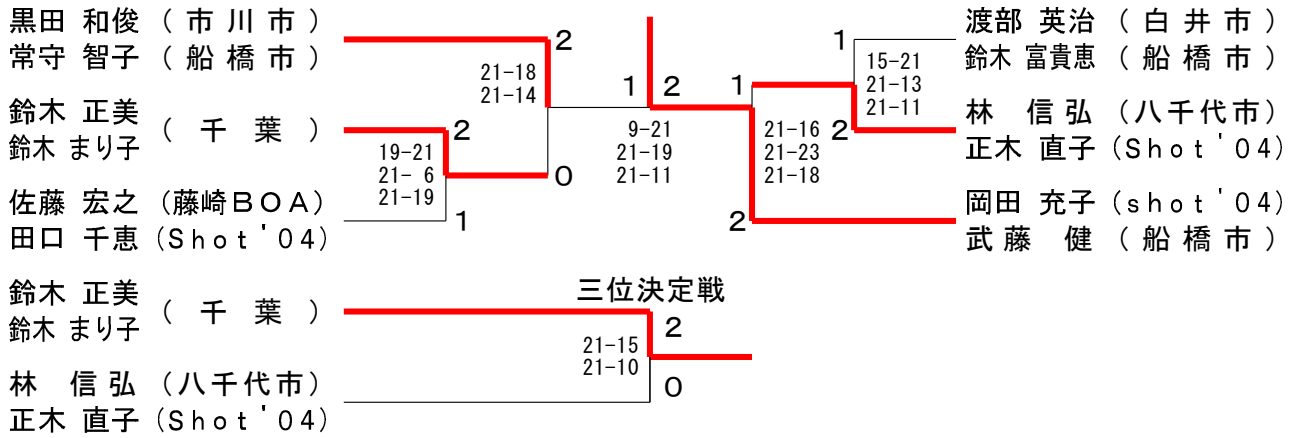 黒田 和俊 ( 市 川 市 )
常守 智子 ( 船 橋 市 )
鈴木 正美
鈴木 まり子
( 千 葉 )
佐藤 宏之 (藤崎ＢＯＡ)
田口 千恵 (Shot'04)
2
21-18
21-14
0
2
19-21
21- 6
21-19
1
1 2
9-21
21-19
21-11
1
21-16
21-23
21-18
2
1
15-21
21-13
21-11
2
渡部 英治 ( 白 井 市 )
鈴木 富貴恵 ( 船 橋 市 )
林 信弘 (八千代市)
正木 直子 (Shot'04)
岡田 充子 (shot'04)
武藤 健 ( 船 橋 市 )
三位決定戦
鈴木 正美
鈴木 まり子
( 千 葉 )
林 信弘 (八千代市)
正木 直子 (Shot'04)
2
21-15
21-10
0